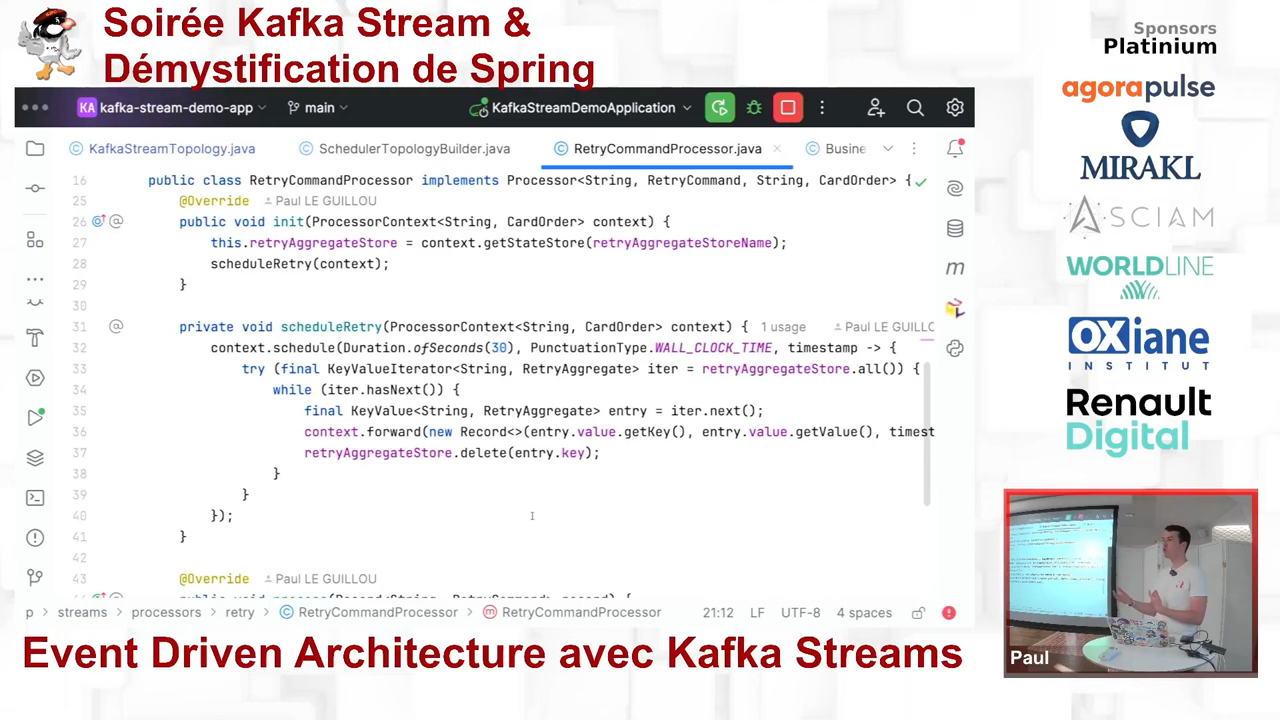 Soirée Kafka Stream &
Démystification de Spring
Sponsors
Platinium
agorapulse
MIRAKL
SCIAM
WORLDLINE
OXiane
INSTITUT
Renault
Digital
KA kafka-stream-demo-app main KafkaStreamDemoApplication
KafkaStreamTopology.java SchedulerTopologyBuilder.java RetryCommandProcessor.java Busine
16 public class RetryCommandProcessor implements Processor<String, RetryCommand, String, CardOrder> {
25 @Override Paul LE GUILLOU
26 public void init(ProcessorContext<String, CardOrder> context) {
27 this.retryAggregateStore = context.getStateStore(retryAggregateStoreName);
28 scheduleRetry(context);
29 }
30
31 private void scheduleRetry(ProcessorContext<String, CardOrder> context) { 1 usage Paul LE GUILLO
32 context.schedule(Duration.ofSeconds(30), PunctuationType.WALL_CLOCK_TIME, timestamp -> {
33 try (final KeyValueIterator<String, RetryAggregate> iter = retryAggregateStore.all()) {
34 while (iter.hasNext()) {
35 final KeyValue<String, RetryAggregate> entry = iter.next();
36 context.forward(new Record<>(entry.value.getKey(), entry.value.getValue(), timest
37 retryAggregateStore.delete(entry.key);
38 }
39 }
40 });
41 }
42
43 @Override Paul LE GUILLOU
p streams processors retry RetryCommandProcessor RetryCommandProcessor 21:12 LF UTF-8 4 spaces
Paul
Event Driven Architecture avec Kafka Streams